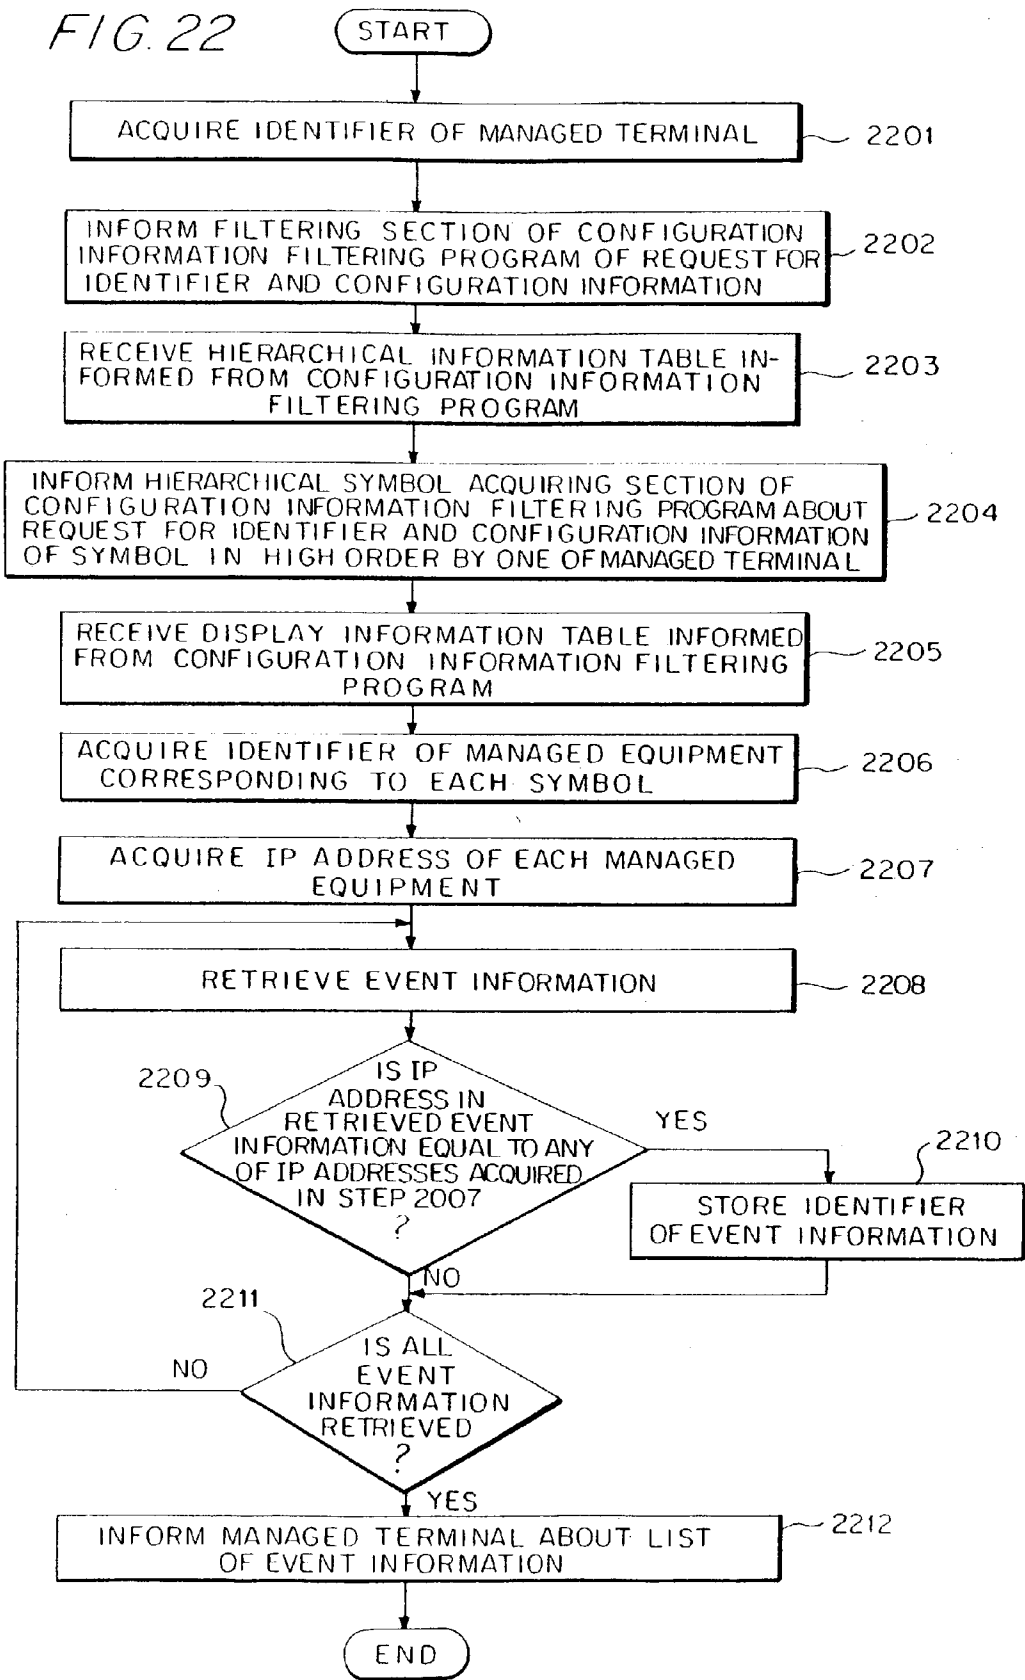 FIG. 22
START
ACQUIRE IDENTIFIER OF MANAGED TERMINAL
2201
INFORM FILTERING SECTION OF CONFIGURATION
INFORMATION FILTERING PROGRAM OF REQUEST FOR
IDENTIFIER AND CONFIGURATION INFORMATION
2202
RECEIVE HIERARCHICAL INFORMATION TABLE IN-
FORMED FROM CONFIGURATION INFORMATION
FILTERING PROGRAM
2203
INFORM HIERARCHICAL SYMBOL ACQUIRING SECTION OF
CONFIGURATION INFORMATION FILTERING PROGRAM ABOUT
REQUEST FOR IDENTIFIER AND CONFIGURATION INFORMATION
OF SYMBOL IN HIGH ORDER BY ONE OF MANAGED TERMINAL
2204
RECEIVE DISPLAY INFORMATION TABLE INFORMED
FROM CONFIGURATION INFORMATION FILTERING
PROGRAM
2205
ACQUIRE IDENTIFIER OF MANAGED EQUIPMENT
CORRESPONDING TO EACH SYMBOL
2206
ACQUIRE IP ADDRESS OF EACH MANAGED
EQUIPMENT
2207
RETRIEVE EVENT INFORMATION
2208
2209
IS IP
ADDRESS IN
RETRIEVED EVENT
INFORMATION EQUAL TO ANY
OF IP ADDRESSES ACQUIRED
IN STEP 2007
?
YES
2210
STORE IDENTIFIER
OF EVENT INFORMATION
NO
2211
IS ALL
EVENT
INFORMATION
RETRIEVED
?
NO
YES
INFORM MANAGED TERMINAL ABOUT LIST
OF EVENT INFORMATION
2212
END